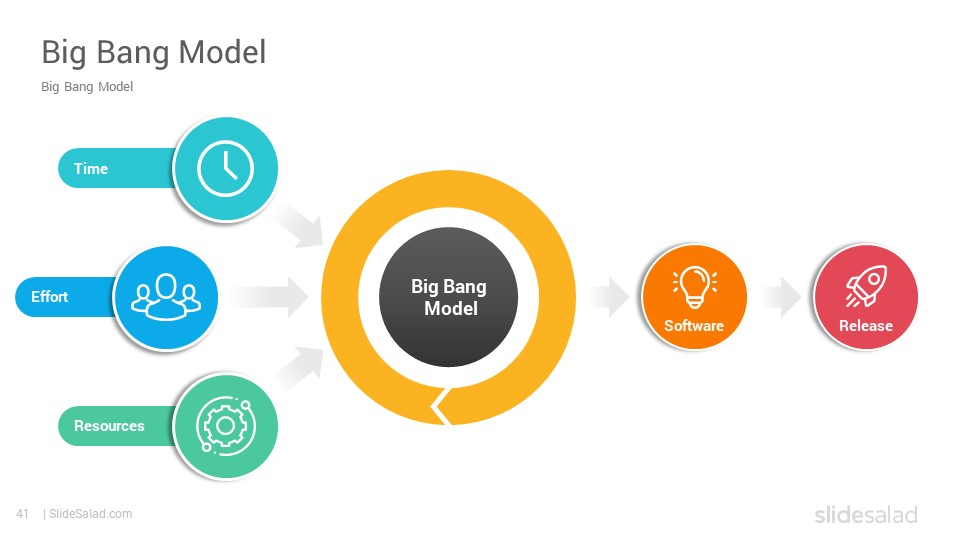 Big Bang Model
Big Bang Model
Time
Effort
Resources
Big Bang
Model
Software
Release
41 | SlideSalad.com
slidesalad